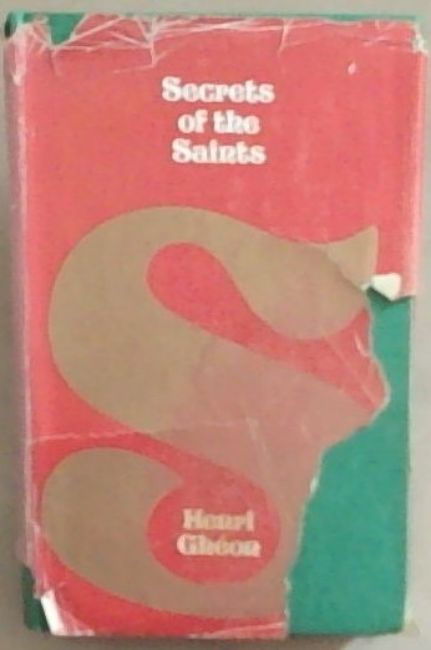 Secrets
of the
Saints
S
Henri
Ghéon